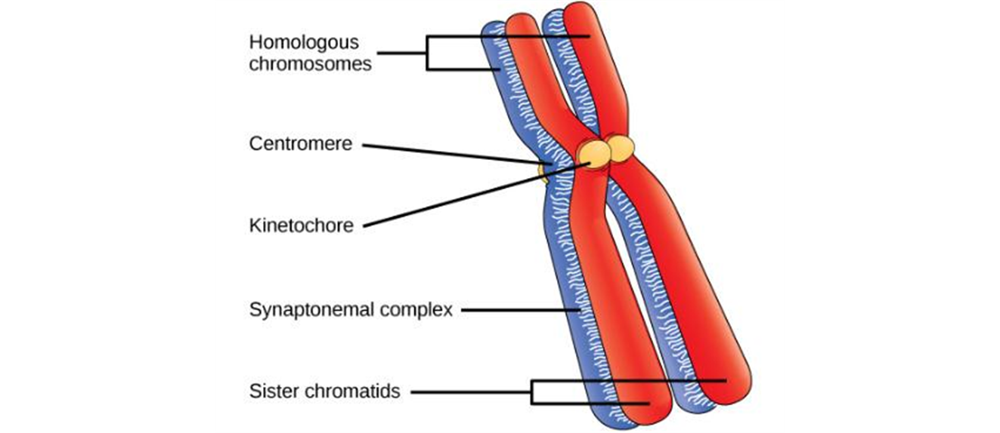 Homologous
chromosomes
Centromere
Kinetochore
Synaptonemal complex
Sister chromatids